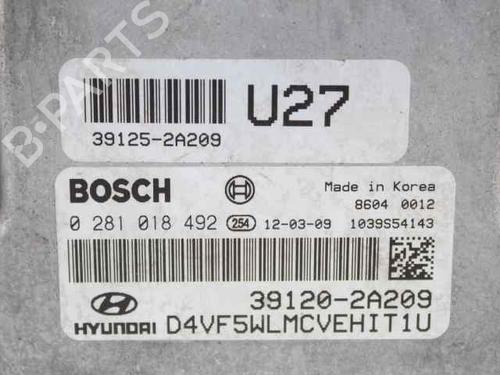 B-PARTS
U27
39125-2A209
BOSCH
Made in Korea
8604 0012
0 281 018 492 254 12-03-09 1039S54143
39120-2A209
HYUNDAI D4VF5WLMCVEHIT1U